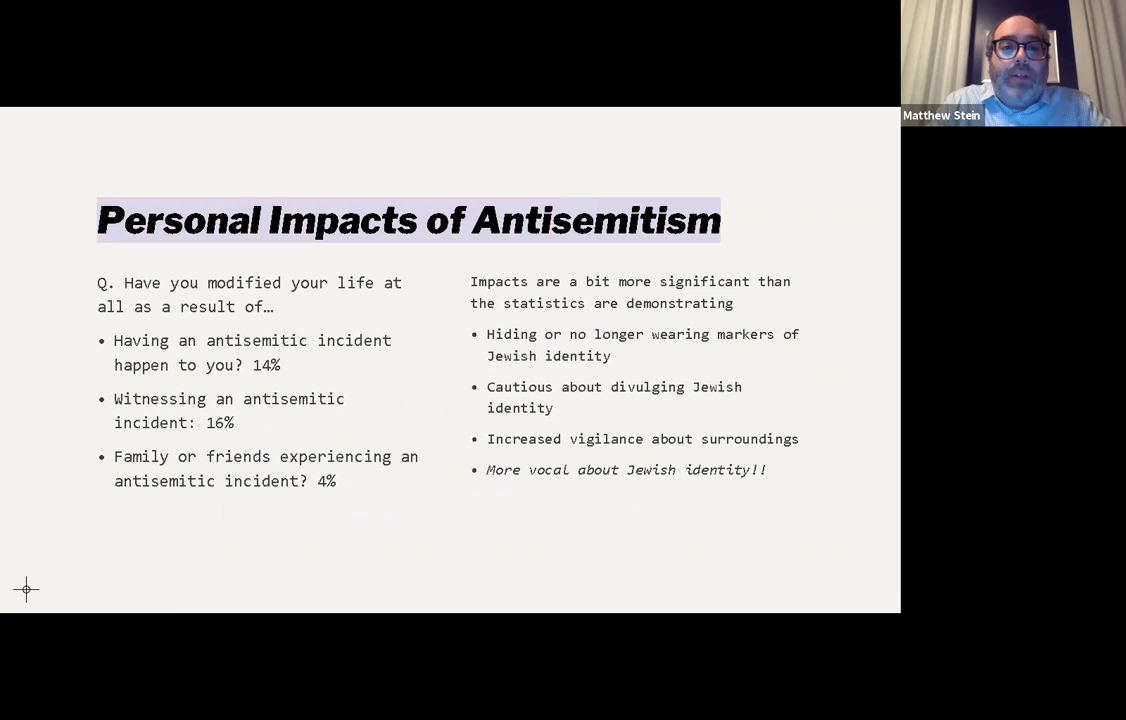 Matthew Stein
Personal Impacts of Antisemitism
Q. Have you modified your life at
all as a result of…
• Having an antisemitic incident
happen to you? 14%
• Witnessing an antisemitic
incident: 16%
• Family or friends experiencing an
antisemitic incident? 4%
Impacts are a bit more significant than
the statistics are demonstrating
• Hiding or no longer wearing markers of
Jewish identity
• Cautious about divulging Jewish
identity
• Increased vigilance about surroundings
• More vocal about Jewish identity!!